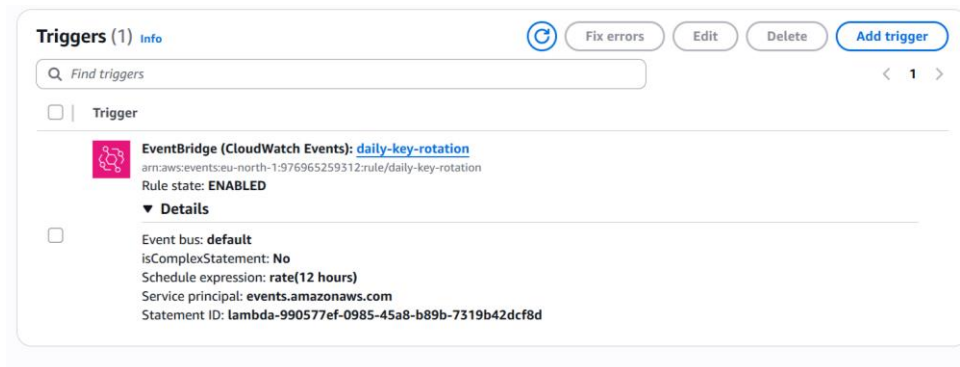 Triggers (1) Info
Fix errors
Edit
Delete
Add trigger
Find triggers
1
Trigger
EventBridge (CloudWatch Events): daily-key-rotation
arn:aws:events:eu-north-1:976965259312:rule/daily-key-rotation
Rule state: ENABLED
Details
Event bus: default
isComplexStatement: No
Schedule expression: rate(12 hours)
Service principal: events.amazonaws.com
Statement ID: lambda-990577ef-0985-45a8-b89b-7319b42dcf8d